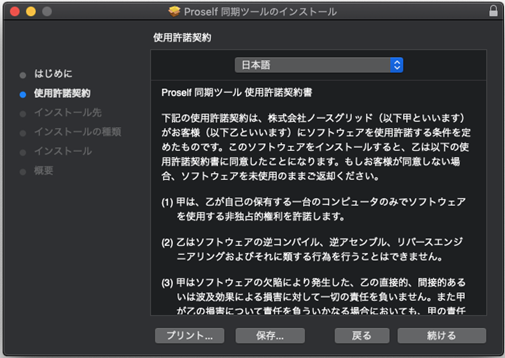 Proself 同期ツールのインストール
使用許諾契約
はじめに
使用許諾契約
インストール先
インストールの種類
インストール
概要
日本語
Proself 同期ツール 使用許諾契約書
下記の使用許諾契約は、株式会社ノースグリッド（以下甲といいます）
がお客様（以下乙といいます）にソフトウェアを使用許諾する条件を定
めたものです。このソフトウェアをインストールすると、乙は以下の使
用許諾契約書に同意したことになります。もしお客様が同意しない場
合、ソフトウェアを未使用のままご返却ください。
(1) 甲は、乙が自己の保有する一台のコンピュータのみでソフトウェア
を使用する非独占的権利を許諾します。
(2) 乙はソフトウェアの逆コンパイル、逆アセンブル、リバースエンジ
ニアリングおよびそれに類する行為を行うことはできません。
(3) 甲はソフトウェアの欠陥により発生した、乙の直接的、間接的ある
いは波及効果による損害に対して一切の責任を負いません。また甲
が乙の損害について責任を負ういかなる場合においても、甲の責任
プリント...
保存...
戻る
続ける